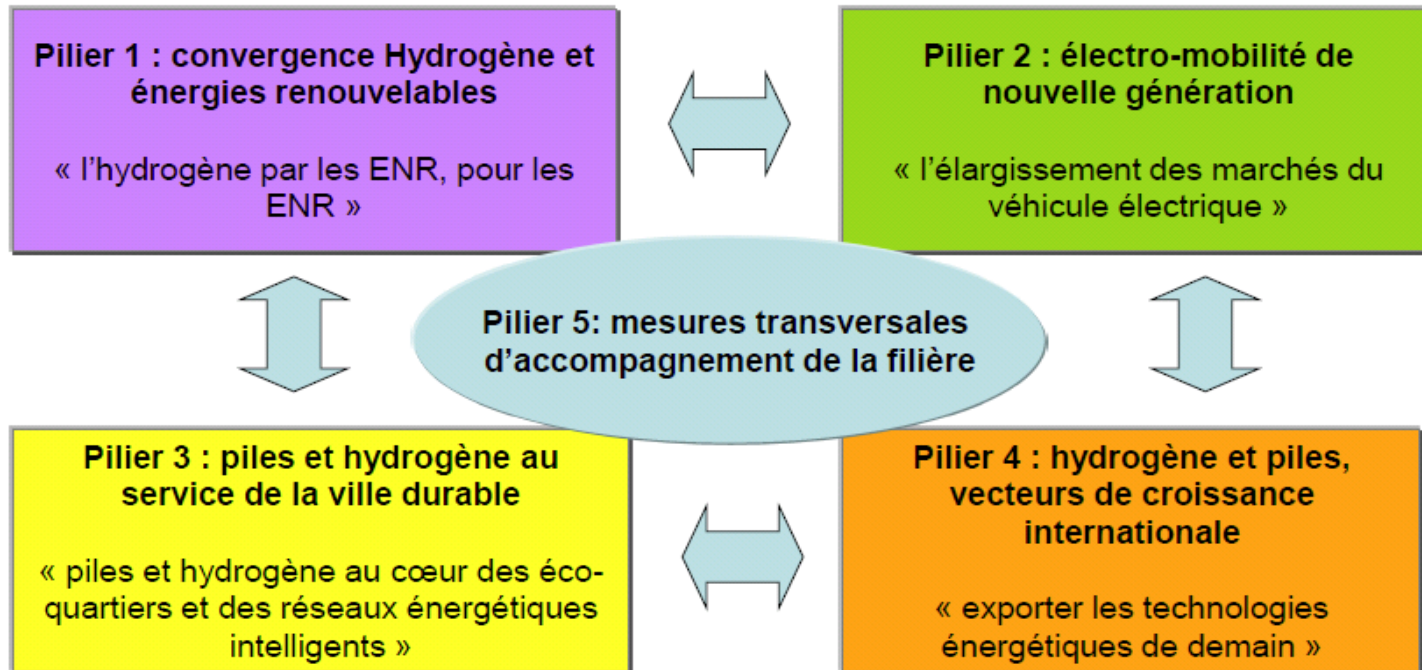 Pilier 1 : convergence Hydrogène et
énergies renouvelables
« l’hydrogène par les ENR, pour les
ENR »
Pilier 2 : électro-mobilité de
nouvelle génération
« l’élargissement des marchés du
véhicule électrique »
Pilier 5: mesures transversales
d’accompagnement de la filière
Pilier 3 : piles et hydrogène au
service de la ville durable
« piles et hydrogène au cœur des éco-
quartiers et des réseaux énergétiques
intelligents »
Pilier 4 : hydrogène et piles,
vecteurs de croissance
internationale
« exporter les technologies
énergétiques de demain »